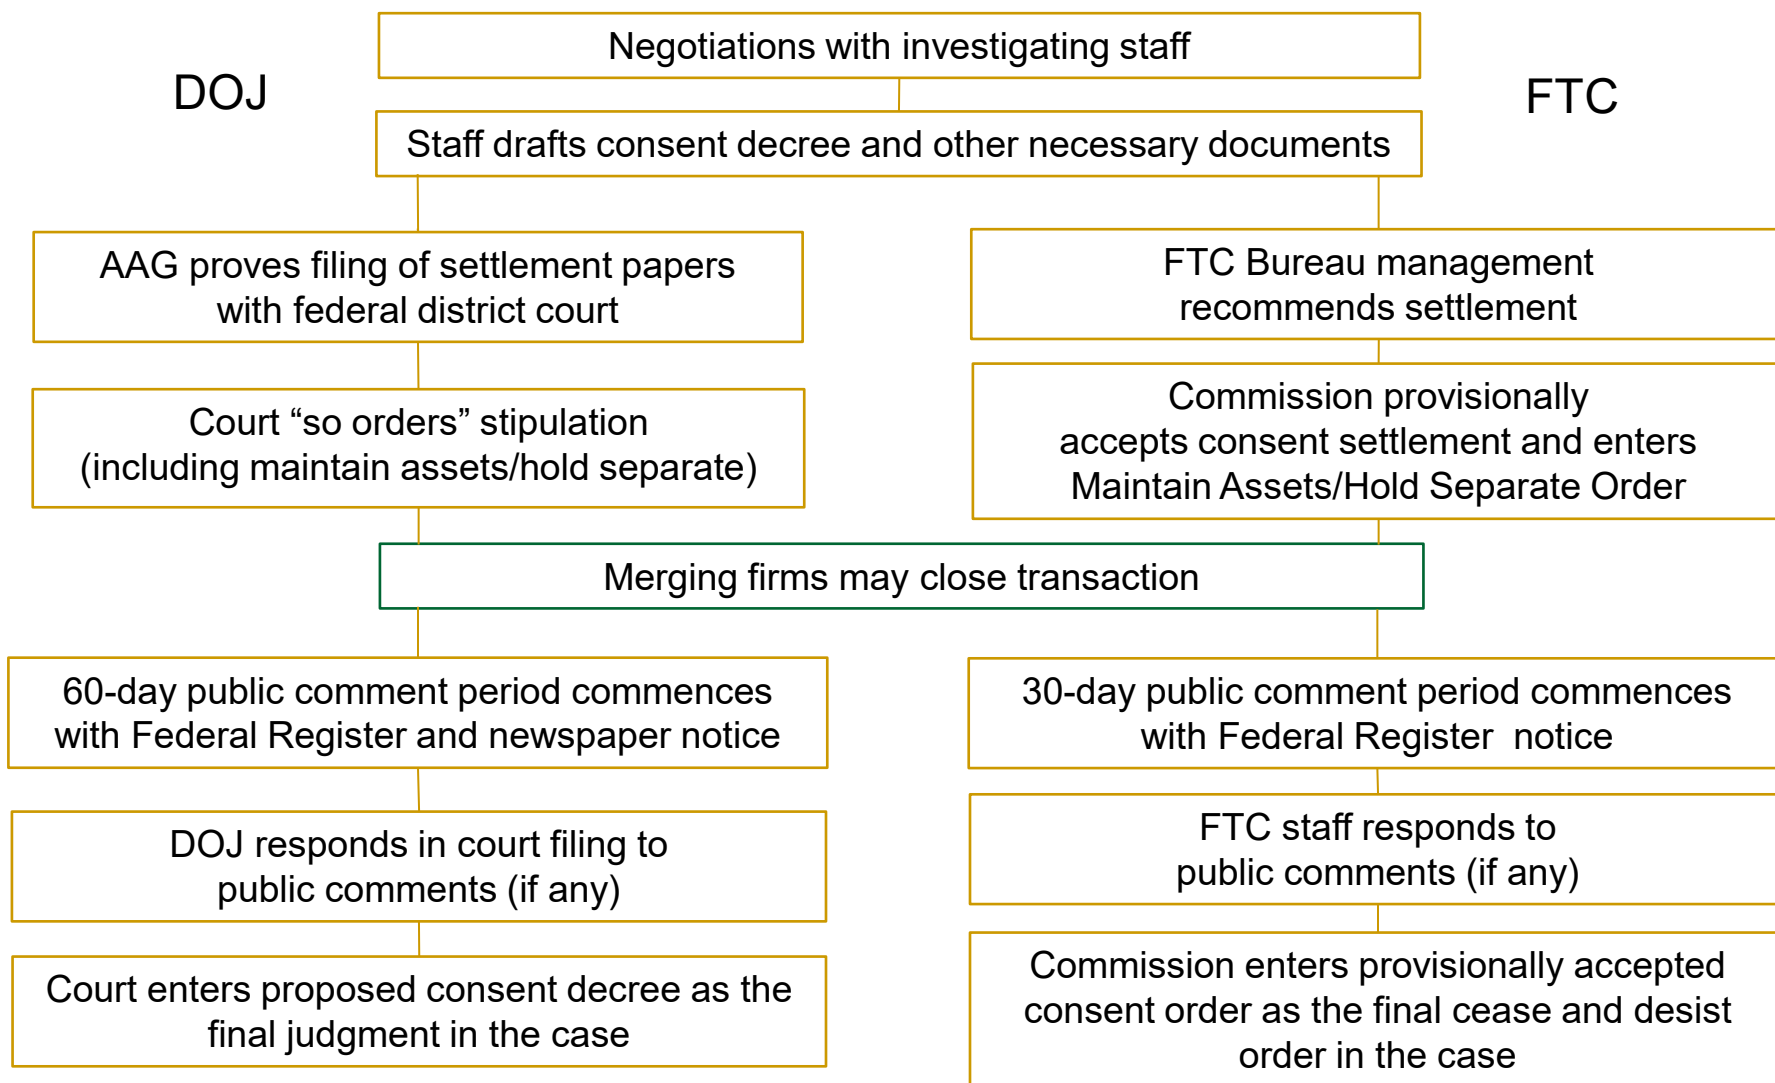 Negotiations with investigating staff
DOJ
FTC
Staff drafts consent decree and other necessary documents
AAG proves filing of settlement papers
with federal district court
FTC Bureau management
recommends settlement
Court “so orders” stipulation
(including maintain assets/hold separate)
Commission provisionally
accepts consent settlement and enters
Maintain Assets/Hold Separate Order
Merging firms may close transaction
60-day public comment period commences
with Federal Register and newspaper notice
30-day public comment period commences
with Federal Register  notice
DOJ responds in court filing to
public comments (if any)
FTC staff responds to
public comments (if any)
Court enters proposed consent decree as the
final judgment in the case
Commission enters provisionally accepted
consent order as the final cease and desist
order in the case